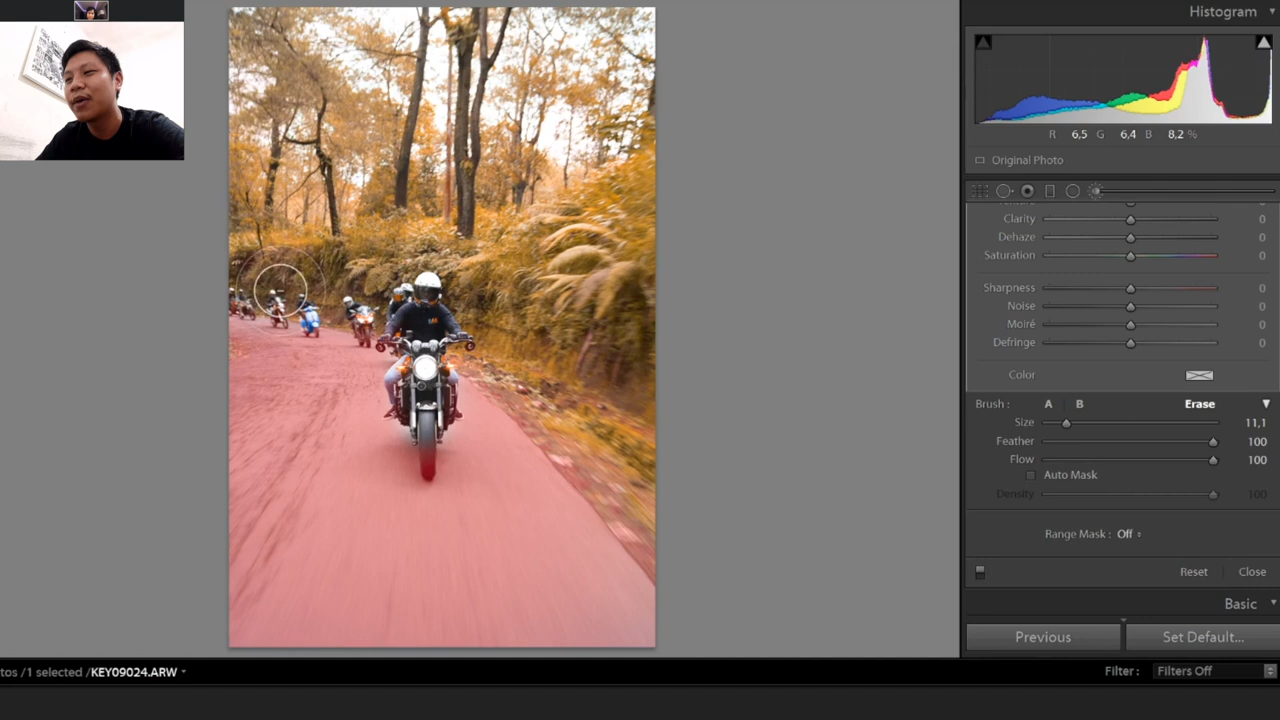 Histogram
R 6,5 G 6,4 B 8,2 %
Original Photo
Clarity 0
Dehaze 0
Saturation 0
Sharpness 0
Noise 0
Moiré 0
Defringe 0
Color
Brush : A B Erase
Size 11,1
Feather 100
Flow 100
Auto Mask
Density 100
Range Mask : Off
Reset Close
Basic
Previous Set Default...
tos /1 selected /KEY09024.ARW Filter : Filters Off